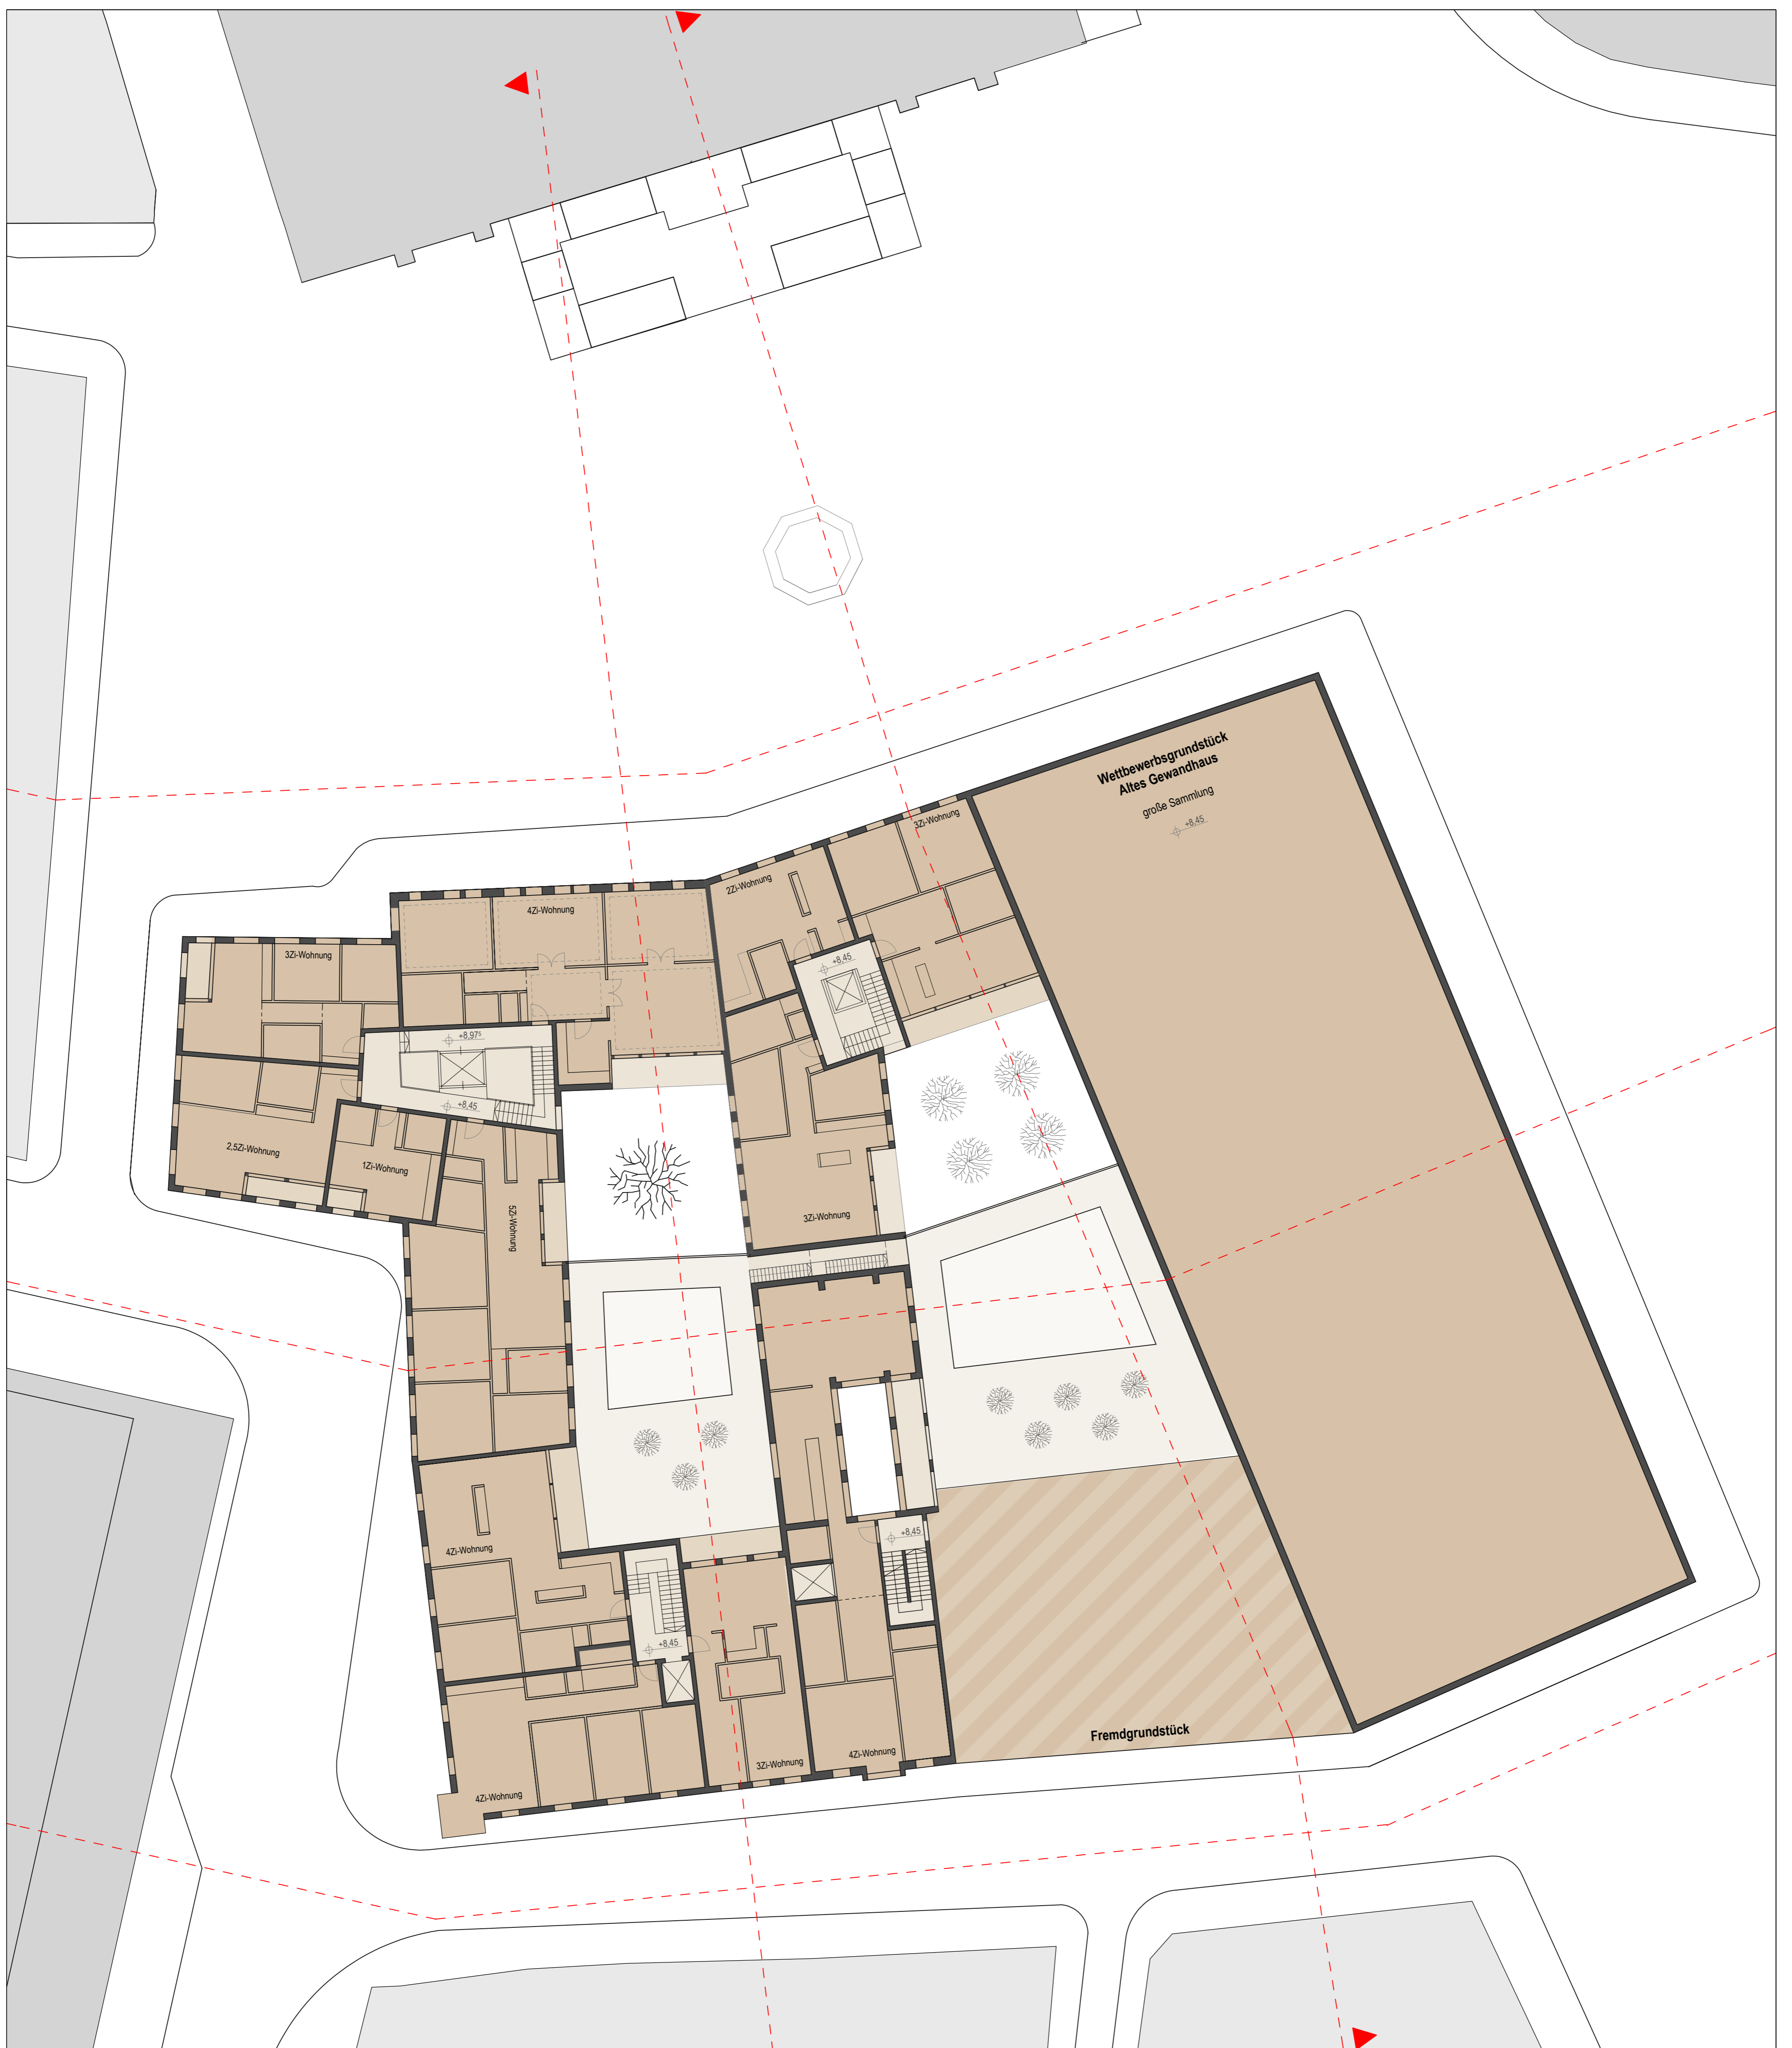 Wettbewerbsgrundstück
Altes Gewandhaus
große Sammlung
+8,45
3Zi-Wohnung
2Zi-Wohnung
4Zi-Wohnung
3Zi-Wohnung
+8,45
+8,97⁵
+8,45
2,5Zi-Wohnung
1Zi-Wohnung
5Zi-Wohnung
3Zi-Wohnung
4Zi-Wohnung
+8,45
+8,45
Fremdgrundstück
4Zi-Wohnung
3Zi-Wohnung
4Zi-Wohnung